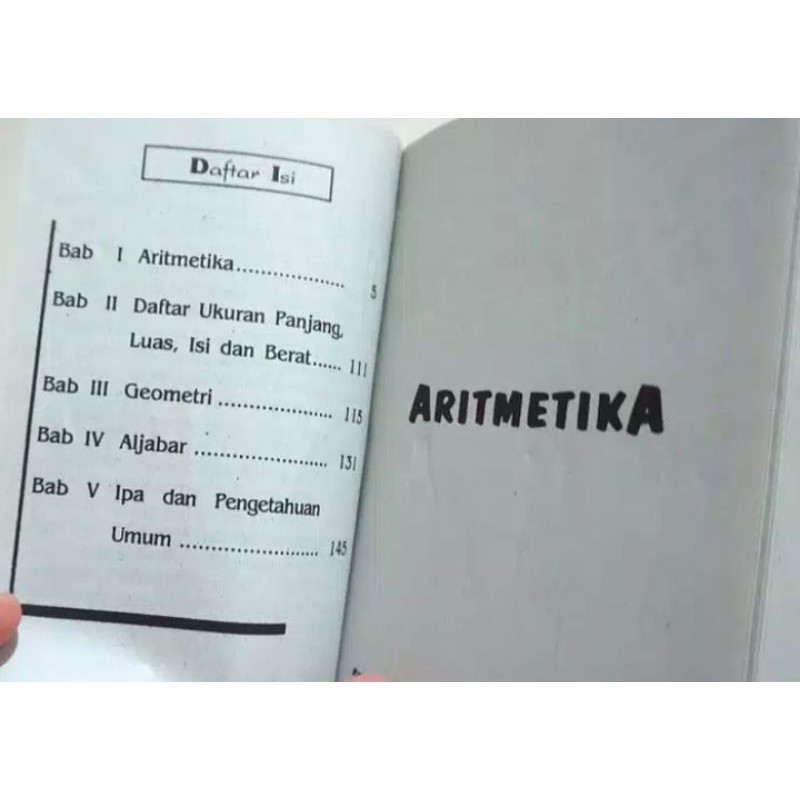 Daftar Isi
Bab I Aritmetika.................. 5
Bab II Daftar Ukuran Panjang,
Luas, Isi dan Berat...... 111
Bab III Geometri .................... 115
Bab IV Aljabar ....................... 131
Bab V Ipa dan Pengetahuan
Umum ........................ 145
ARITMETIKA